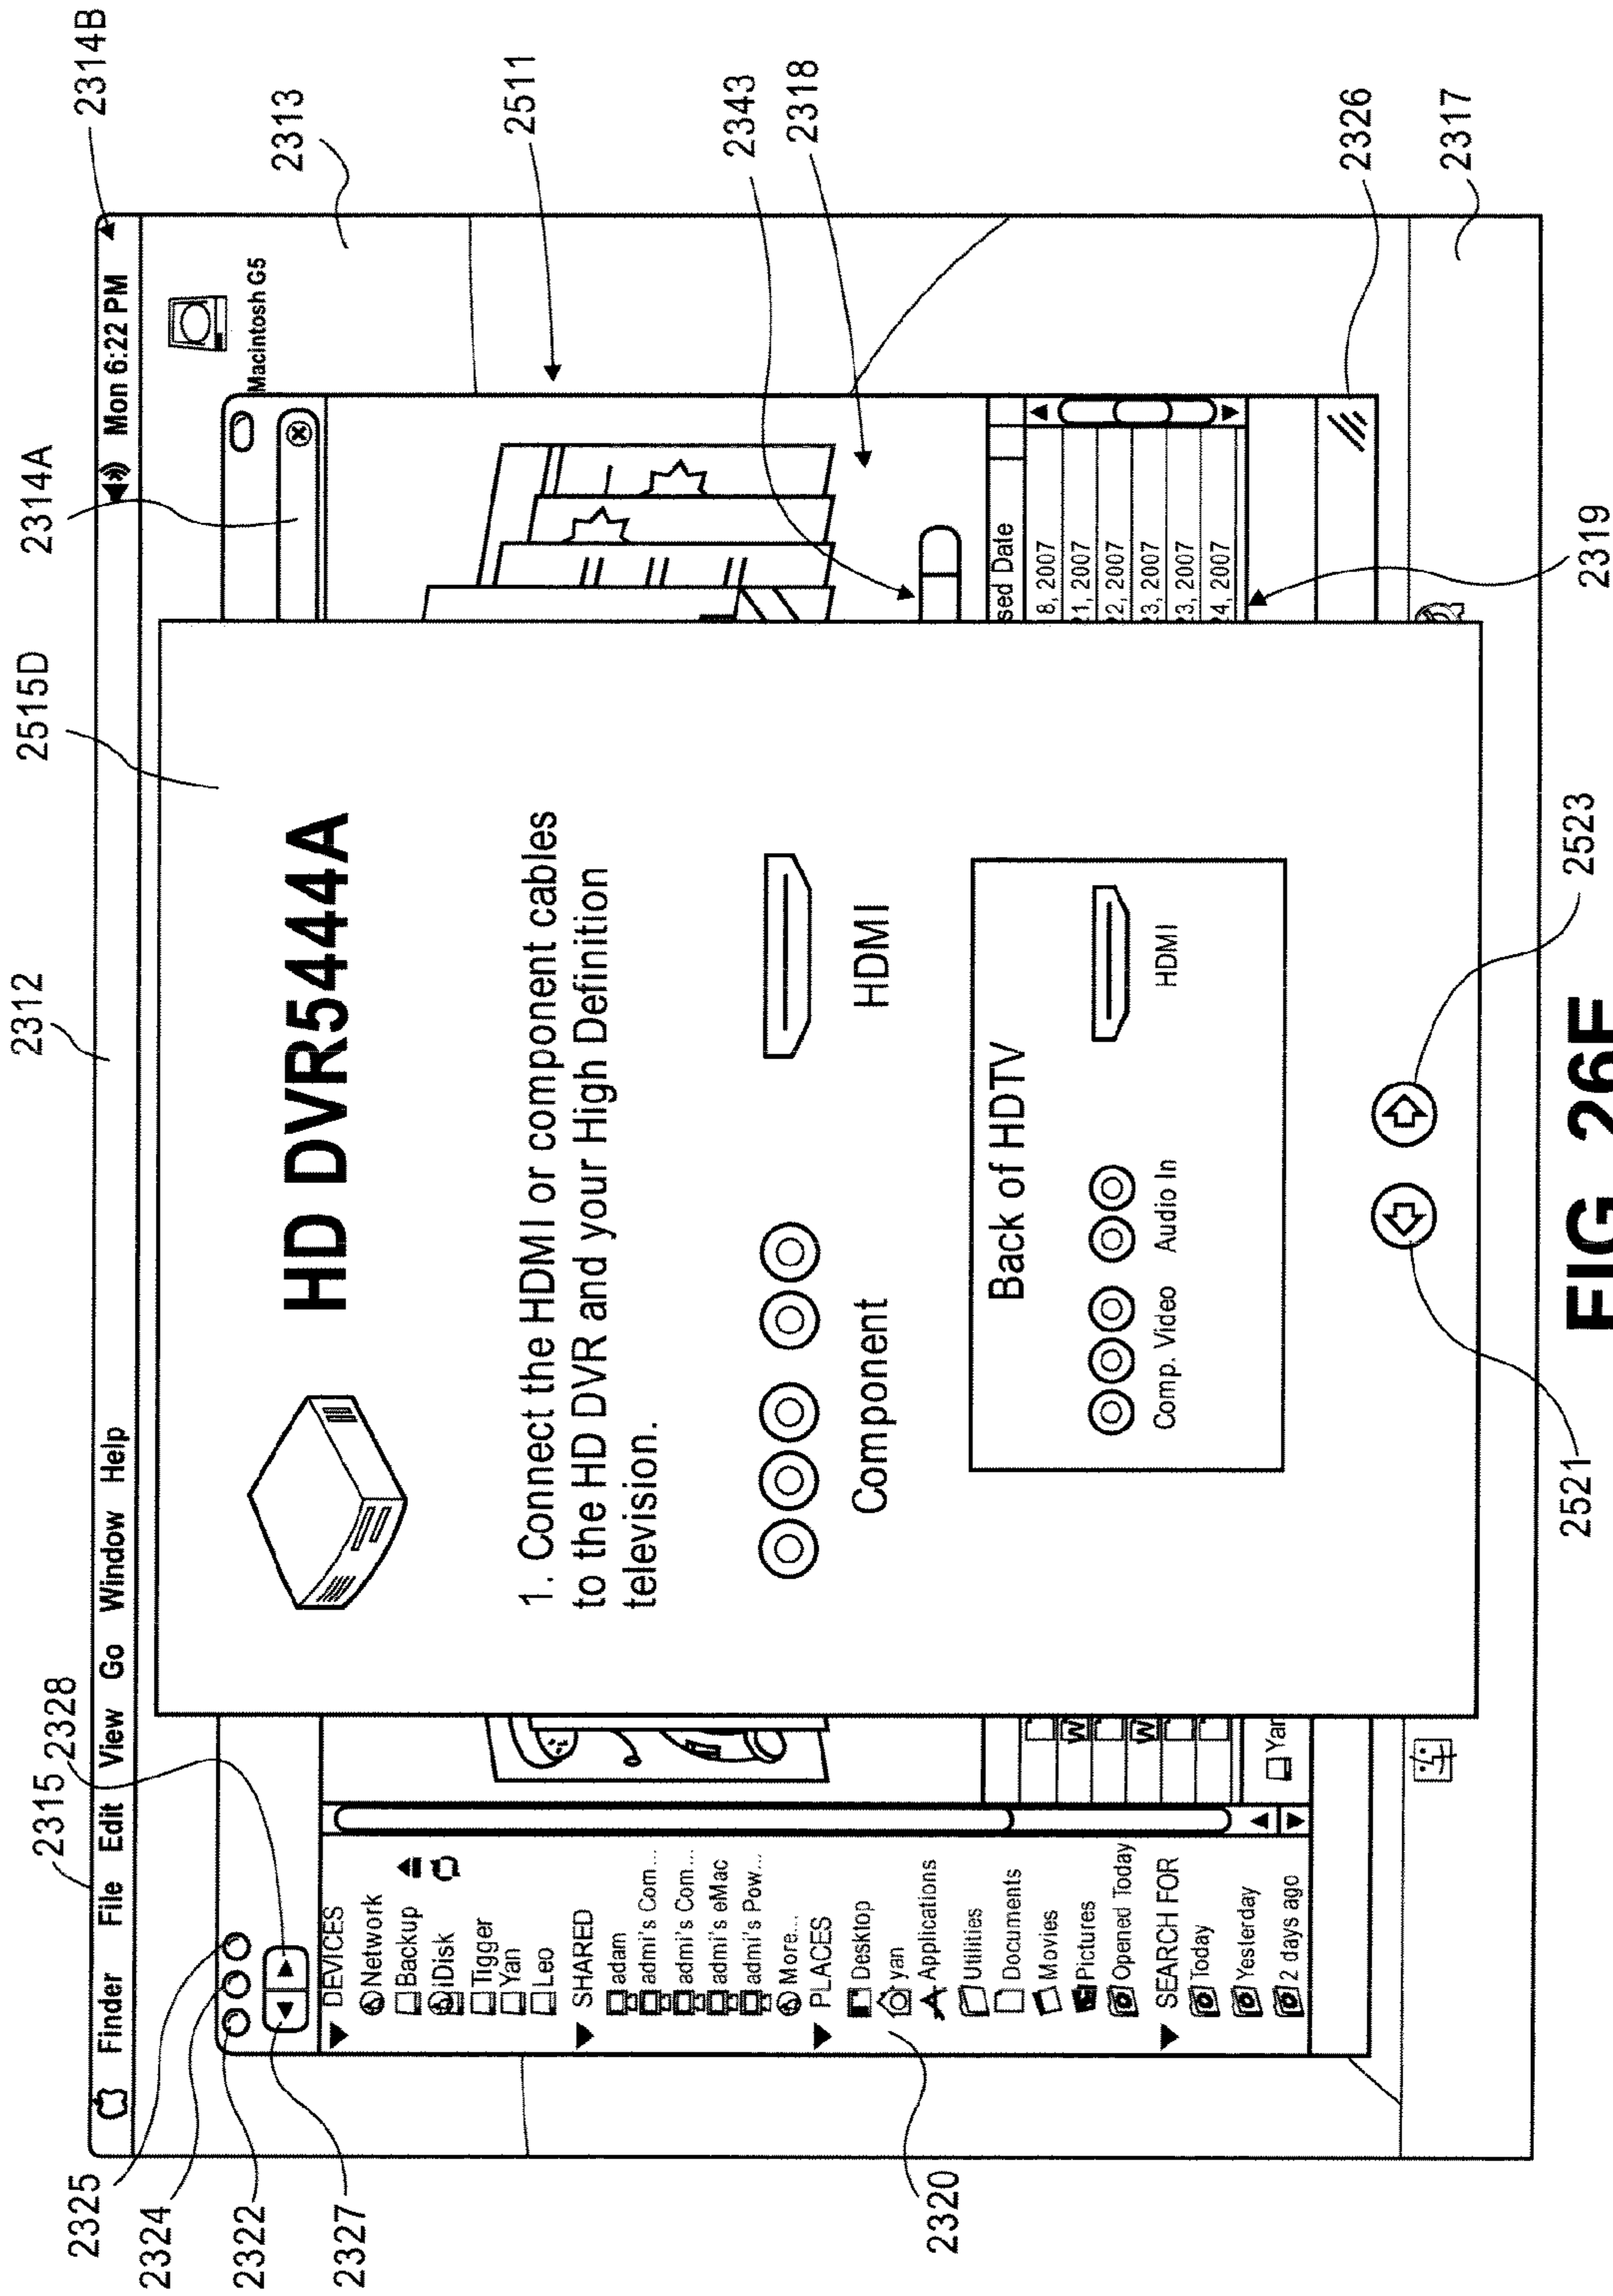 2314B
2314A
2515D
2312
2315
2328
2313
2511
2343
2318
2326
2317
2319
2523
2521
2320
2325
2324
2322
2327
Finder File Edit View Go Window Help
Mon 6:22 PM
Macintosh G5
DEVICES
Network
Backup
iDisk
Tigger
Yan
Leo
SHARED
adam
admi's Com...
admi's Com...
admi's eMac
admi's Pow...
More...
PLACES
Desktop
yan
Applications
Utilities
Documents
Movies
Pictures
Opened Today
SEARCH FOR
Today
Yesterday
2 days ago
HD DVR5444A
1. Connect the HDMI or component cables
to the HD DVR and your High Definition
television.
Component
HDMI
Back of HDTV
Comp. Video
Audio In
HDMI
W
W
Yan
sed Date
8, 2007
21, 2007
22, 2007
23, 2007
23, 2007
24, 2007